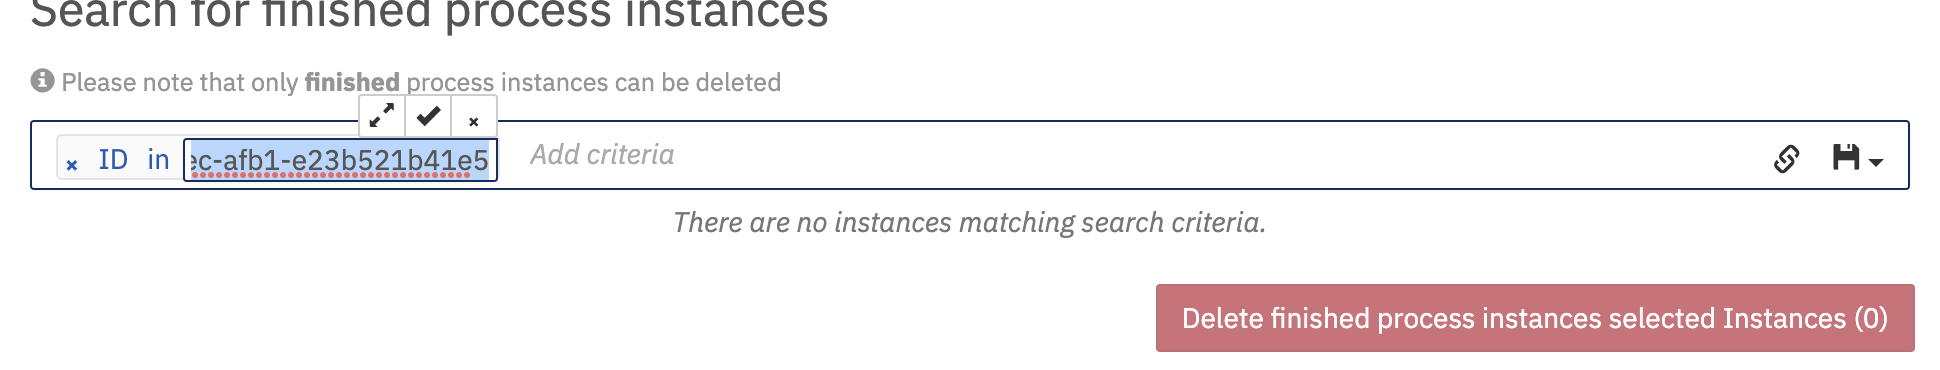 Search for finished process instances
Please note that only finished process instances can be deleted
× ID in ec-afb1-e23b521b41e5 Add criteria
There are no instances matching search criteria.
Delete finished process instances selected Instances (0)